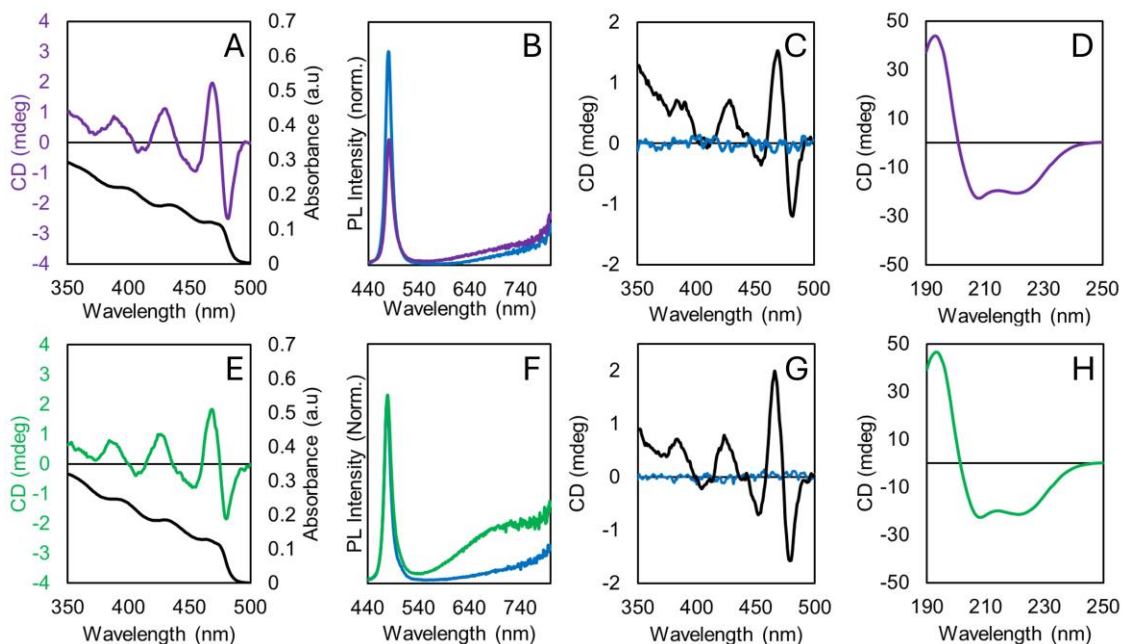 A
CD (mdeg)
4
3
2
1
0
-1
-2
-3
-4
0.7
0.6
0.5
0.4
0.3
0.2
0.1
0
Absorbance (a.u)
350 400 450 500
Wavelength (nm)
B
PL Intensity (norm.)
440 540 640 740
Wavelength (nm)
C
CD (mdeg)
2
1
0
-1
-2
350 400 450 500
Wavelength (nm)
D
CD (mdeg)
50
30
10
-10
-30
-50
190 210 230 250
Wavelength (nm)
E
CD (mdeg)
4
3
2
1
0
-1
-2
-3
-4
0.7
0.6
0.5
0.4
0.3
0.2
0.1
0
Absorbance (a.u)
350 400 450 500
Wavelength (nm)
F
PL Intensity (Norm.)
440 540 640 740
Wavelength (nm)
G
CD (mdeg)
2
1
0
-1
-2
350 400 450 500
Wavelength (nm)
H
CD (mdeg)
50
30
10
-10
-30
-50
190 210 230 250
Wavelength (nm)